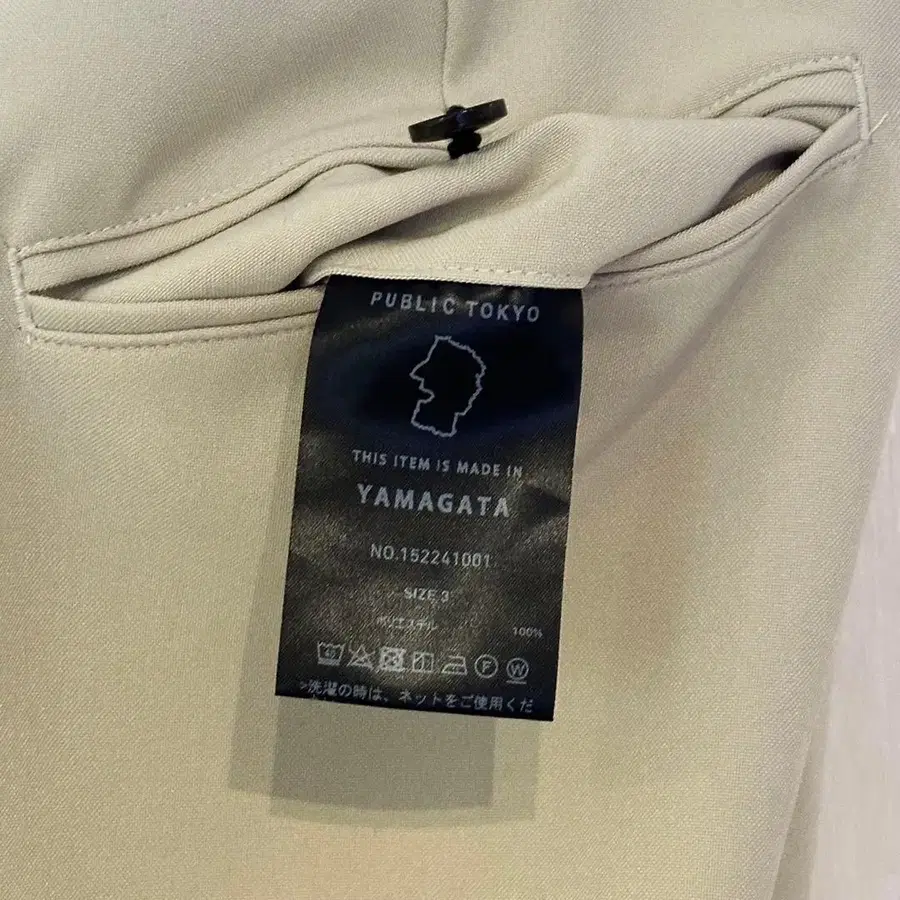 PUBLIC TOKYO
THIS ITEM IS MADE IN
YAMAGATA
NO.152241001
SIZE 3
ポリエステル 100%
40 F W
>洗濯の時は、ネットをご使用くだ